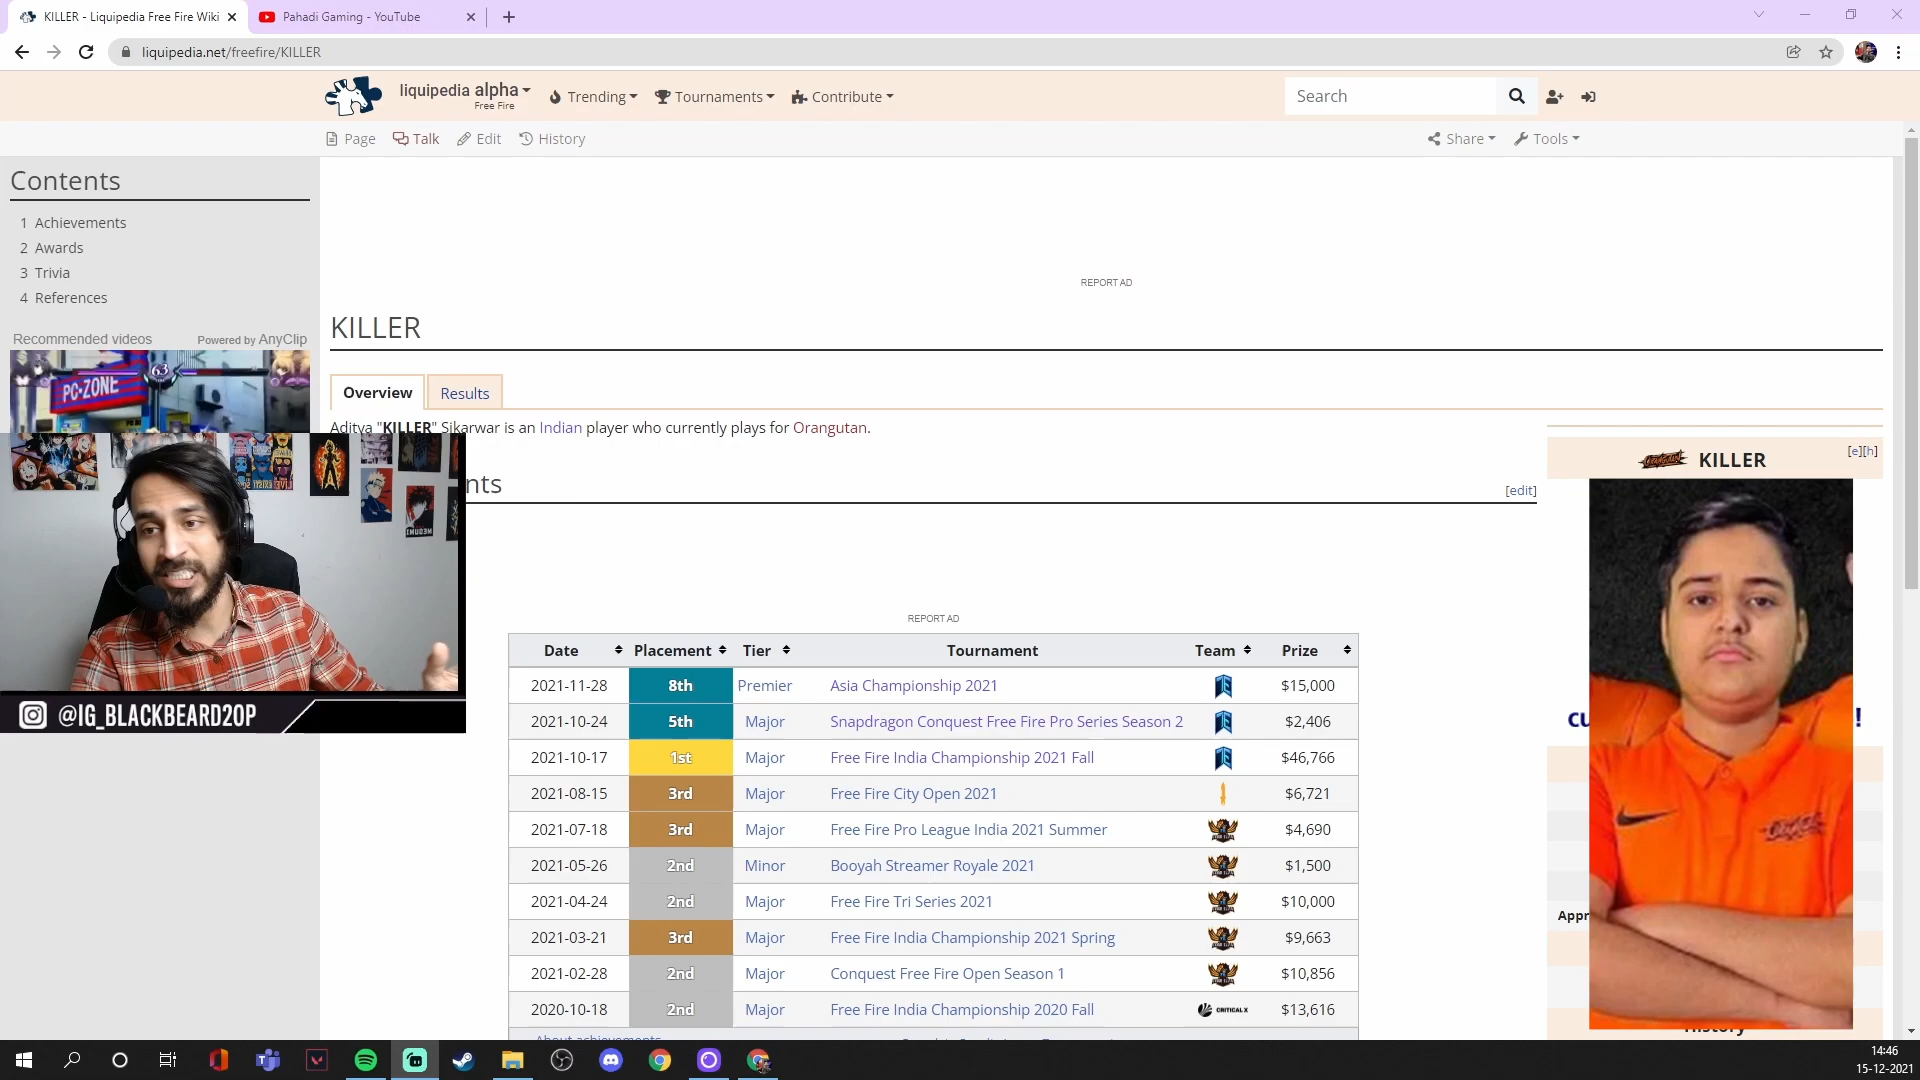 KILLER - Liquipedia Free Fire Wiki
Pahadi Gaming - YouTube
liquipedia.net/freefire/KILLER
liquipedia alpha
Free Fire
Trending
Tournaments
Contribute
Search
Page
Talk
Edit
History
Share
Tools
Contents
1 Achievements
2 Awards
3 Trivia
4 References
Recommended videos
Powered by AnyClip
PC-ZONE
63
REPORT AD
KILLER
Overview
Results
Aditya "KILLER" Sikarwar is an Indian player who currently plays for Orangutan.
nts
[edit]
[e][h]
KILLER
cu
!
Appr
History
@IG_BLACKBEARD20P
REPORT AD
Date Placement Tier Tournament Team Prize
2021-11-28 8th Premier Asia Championship 2021 $15,000
2021-10-24 5th Major Snapdragon Conquest Free Fire Pro Series Season 2 $2,406
2021-10-17 1st Major Free Fire India Championship 2021 Fall $46,766
2021-08-15 3rd Major Free Fire City Open 2021 $6,721
2021-07-18 3rd Major Free Fire Pro League India 2021 Summer $4,690
2021-05-26 2nd Minor Booyah Streamer Royale 2021 $1,500
2021-04-24 2nd Major Free Fire Tri Series 2021 $10,000
2021-03-21 3rd Major Free Fire India Championship 2021 Spring $9,663
2021-02-28 2nd Major Conquest Free Fire Open Season 1 $10,856
2020-10-18 2nd Major Free Fire India Championship 2020 Fall CRITICAL X $13,616
About achievements
14:46
15-12-2021